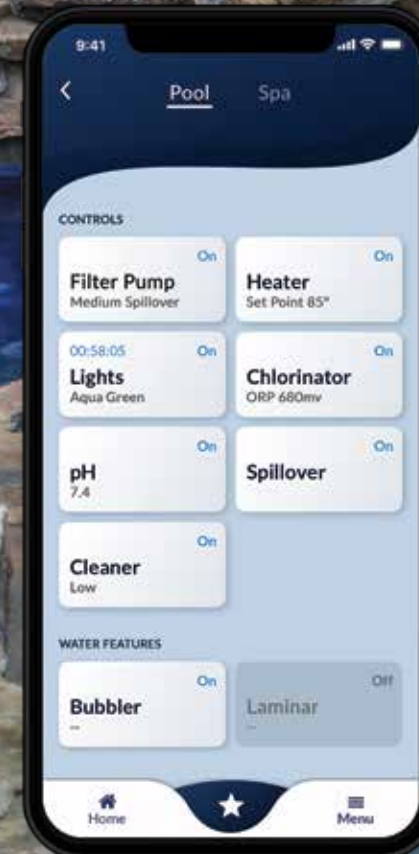 9:41
Pool Spa
CONTROLS
On
Filter Pump
Medium Spillover
On
Heater
Set Point 85°
00:58:05 On
Lights
Aqua Green
On
Chlorinator
ORP 680mv
On
pH
7.4
On
Spillover
On
Cleaner
Low
WATER FEATURES
On
Bubbler
--
Off
Laminar
--
Home
Menu